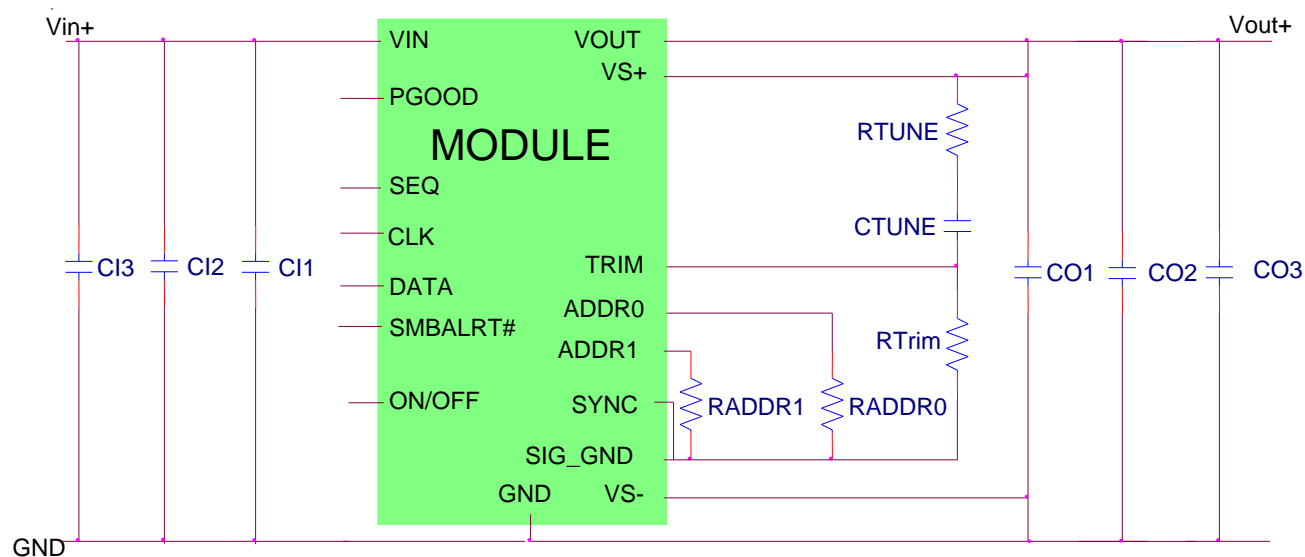 Vin+
VIN
VOUT
Vout+
VS+
PGOOD
RTUNE
MODULE
SEQ
CTUNE
CLK
TRIM
CI3
CI2
CI1
CO1
CO2
CO3
DATA
ADDR0
SMBALRT#
RTrim
ADDR1
ON/OFF
SYNC
RADDR1
RADDR0
SIG_GND
GND
VS-
GND